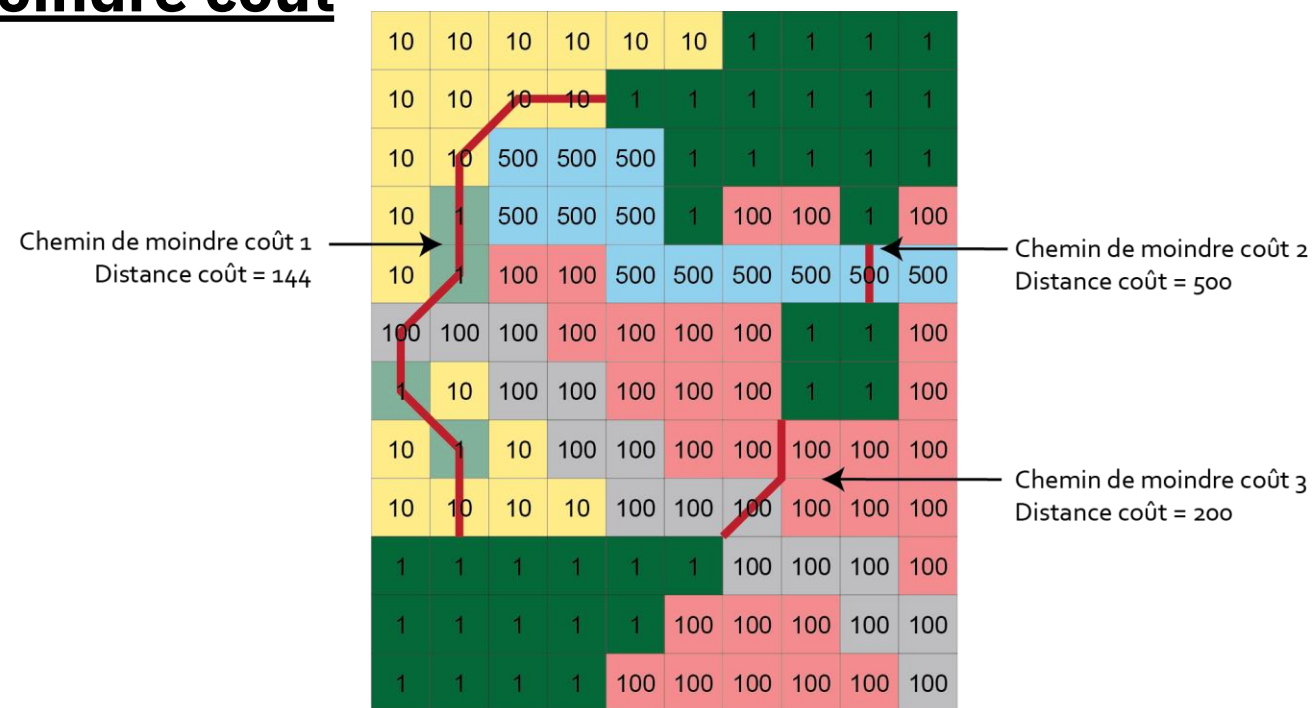 oindre coût
10 10 10 10 10 10 1 1 1 1
10 10 10 10 1 1 1 1 1 1
10 10 500 500 500 1 1 1 1 1
10 1 500 500 500 1 100 100 1 100
Chemin de moindre coût 1
Distance coût = 144
Chemin de moindre coût 2
Distance coût = 500
10 1 100 100 500 500 500 500 500 500
100 100 100 100 100 100 100 1 1 100
1 10 100 100 100 100 100 1 1 100
10 1 10 100 100 100 100 100 100 100
Chemin de moindre coût 3
Distance coût = 200
10 10 10 10 100 100 100 100 100 100
1 1 1 1 1 1 100 100 100 100
1 1 1 1 1 100 100 100 100 100
1 1 1 1 100 100 100 100 100 100